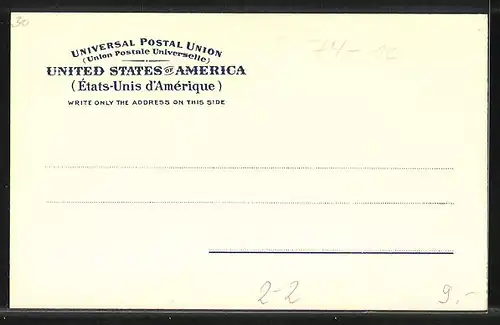 30
UNIVERSAL POSTAL UNION
(Union Postale Universelle)
UNITED STATES OF AMERICA
(États-Unis d'Amérique)
WRITE ONLY THE ADDRESS ON THIS SIDE
2-2
9.-